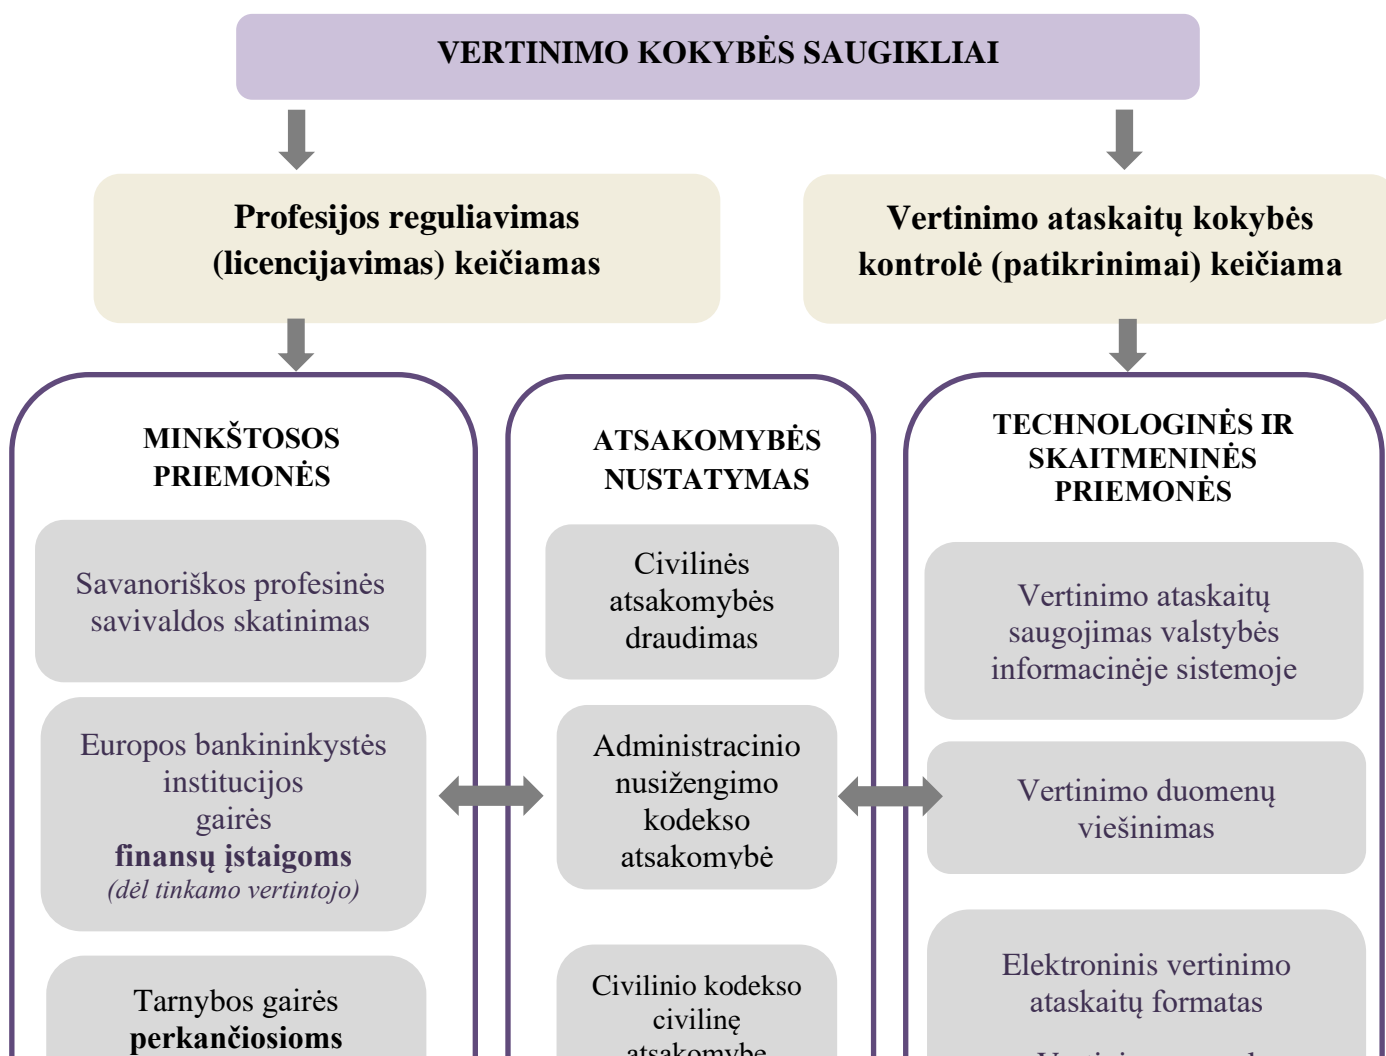 VERTINIMO KOKYBĖS SAUGIKLIAI
Profesijos reguliavimas
(licencijavimas) keičiamas
Vertinimo ataskaitų kokybės
kontrolė (patikrinimai) keičiama
MINKŠTOSOS
PRIEMONĖS
Savanoriškos profesinės
savivaldos skatinimas
Europos bankininkystės
institucijos
gairės
finansų įstaigoms
(dėl tinkamo vertintojo)
Tarnybos gairės
perkančiosioms
ATSAKOMYBĖS
NUSTATYMAS
Civilinės
atsakomybės
draudimas
Administracinio
nusižengimo
kodekso
atsakomybė
Civilinio kodekso
civilinę
atsakomybę
TECHNOLOGINĖS IR
SKAITMENINĖS
PRIEMONĖS
Vertinimo ataskaitų
saugojimas valstybės
informacinėje sistemoje
Vertinimo duomenų
viešinimas
Elektroninis vertinimo
ataskaitų formatas